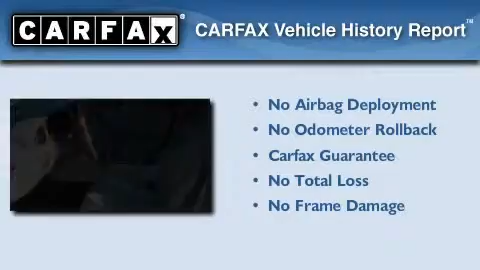 CARFAX® CARFAX Vehicle History Report™
• No Airbag Deployment
• No Odometer Rollback
• Carfax Guarantee
• No Total Loss
• No Frame Damage